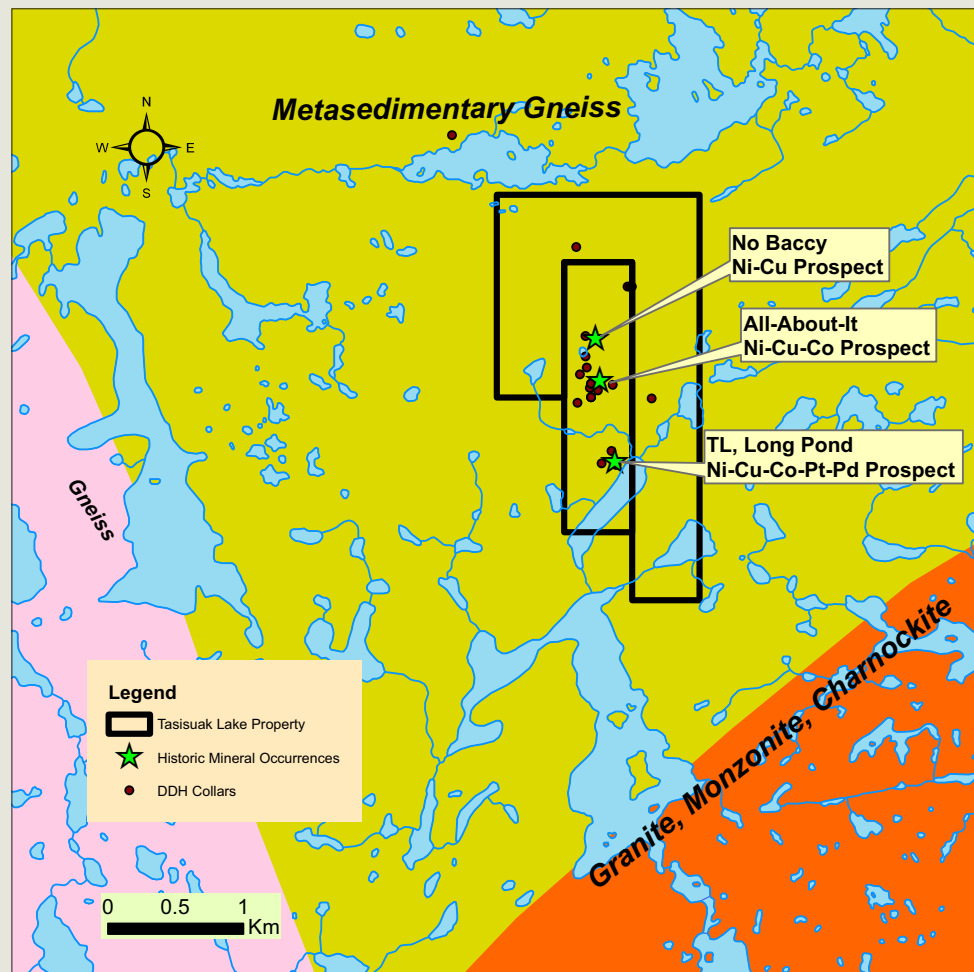 Metasedimentary Gneiss
N
W
E
S
No Baccy
Ni-Cu Prospect
All-About-It
Ni-Cu-Co Prospect
TL, Long Pond
Ni-Cu-Co-Pt-Pd Prospect
Gneiss
Granite, Monzonite, Charnockite
Legend
Tasisuak Lake Property
Historic Mineral Occurrences
DDH Collars
0 0.5 1
Km